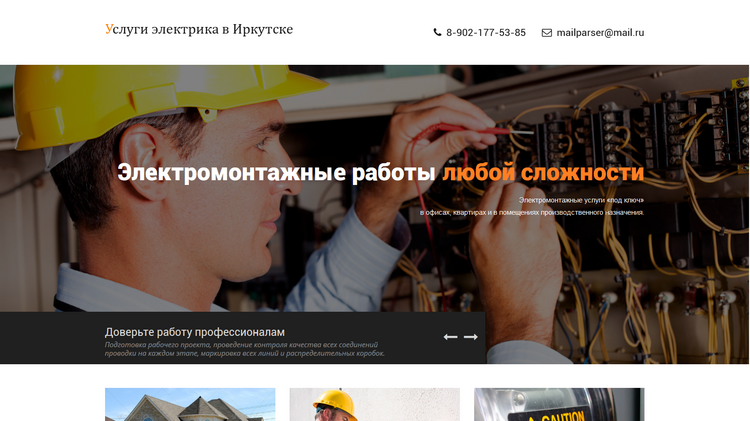 Услуги электрика в Иркутске
8-902-177-53-85 mailparser@mail.ru
Электромонтажные работы любой сложности
Электромонтажные услуги «под ключ»
в офисах, квартирах и в помещениях производственного назначения.
Доверьте работу профессионалам
Подготовка рабочего проекта, проведение контроля качества всех соединений
проводки на каждом этапе, маркировка всех линий и распределительных коробок.
CAUTION